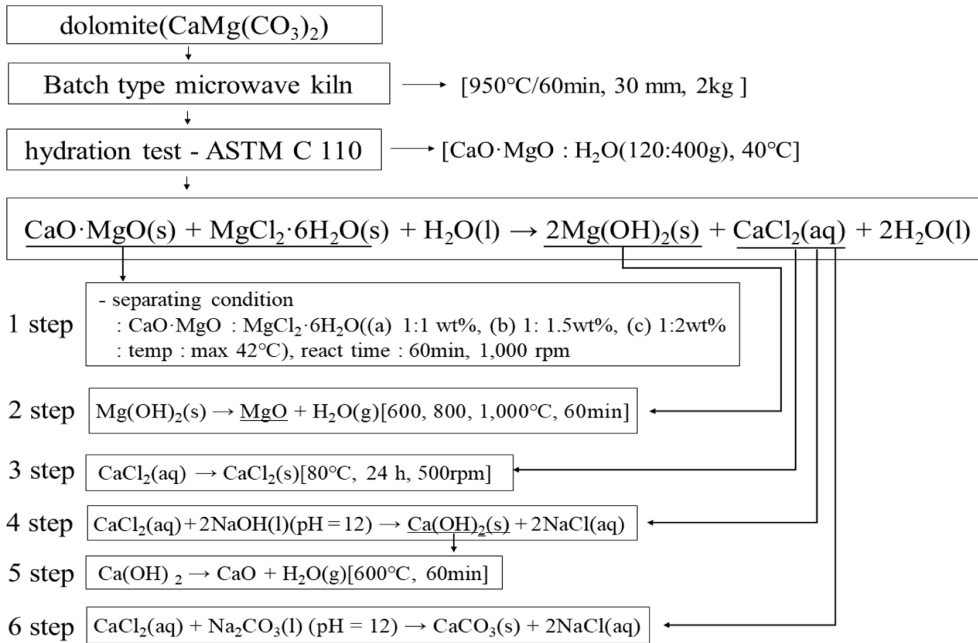 dolomite(CaMg(CO₃)₂)
Batch type microwave kiln
[950℃/60min, 30 mm, 2kg ]
hydration test - ASTM C 110
[CaO·MgO : H₂O(120:400g), 40℃]
CaO·MgO(s) + MgCl₂·6H₂O(s) + H₂O(l) → 2Mg(OH)₂(s) + CaCl₂(aq) + 2H₂O(l)
1 step
- separating condition
: CaO·MgO : MgCl₂·6H₂O((a) 1:1 wt%, (b) 1: 1.5wt%, (c) 1:2wt%
: temp : max 42℃), react time : 60min, 1,000 rpm
2 step
Mg(OH)₂(s) → MgO + H₂O(g)[600, 800, 1,000℃, 60min]
3 step
CaCl₂(aq) → CaCl₂(s)[80℃, 24 h, 500rpm]
4 step
CaCl₂(aq)+2NaOH(l)(pH = 12) → Ca(OH)₂(s) +2NaCl(aq)
5 step
Ca(OH) ₂ → CaO + H₂O(g)[600℃, 60min]
6 step
CaCl₂(aq) + Na₂CO₃(l) (pH = 12) → CaCO₃(s) + 2NaCl(aq)